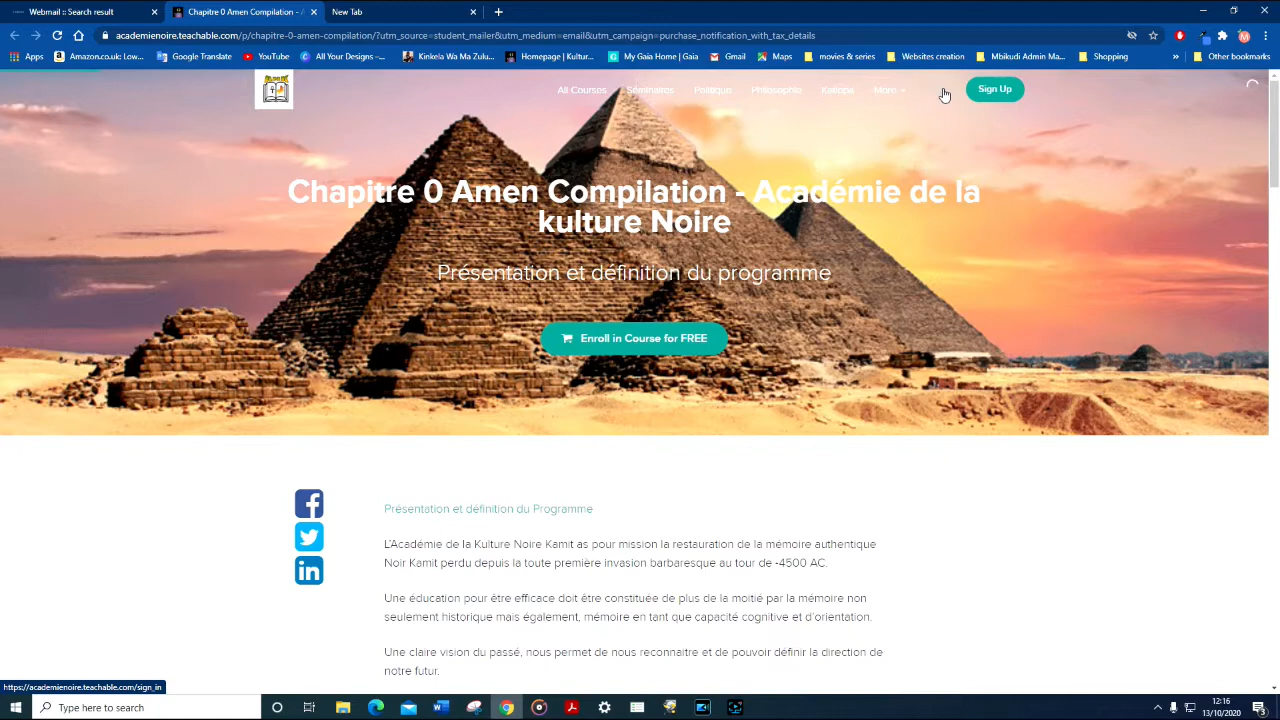 Webmail :: Search result
Chapitre 0 Amen Compilation - A
New Tab
academienoire.teachable.com/p/chapitre-0-amen-compilation/?utm_source=student_mailer&utm_medium=email&utm_campaign=purchase_notification_with_tax_details
Apps
Amazon.co.uk: Low...
Google Translate
YouTube
All Your Designs –...
Kinkela Wa Ma Zulu...
Homepage | Kultur...
My Gaia Home | Gaia
Gmail
Maps
movies & series
Websites creation
Mbikudi Admin Ma...
Shopping
Other bookmarks
All Courses
Séminaires
Politique
Philosophie
Katiopa
More
Sign Up
Chapitre 0 Amen Compilation - Académie de la
kulture Noire
Présentation et définition du programme
Enroll in Course for FREE
Présentation et définition du Programme
L'Académie de la Kulture Noire Kamit as pour mission la restauration de la mémoire authentique
Noir Kamit perdu depuis la toute première invasion barbaresque au tour de -4500 AC.
Une éducation pour être efficace doit être constituée de plus de la moitié par la mémoire non
seulement historique mais également, mémoire en tant que capacité cognitive et d'orientation.
Une claire vision du passé, nous permet de nous reconnaitre et de pouvoir définir la direction de
notre futur.
https://academienoire.teachable.com/sign_in
Type here to search
12:16
13/10/2020